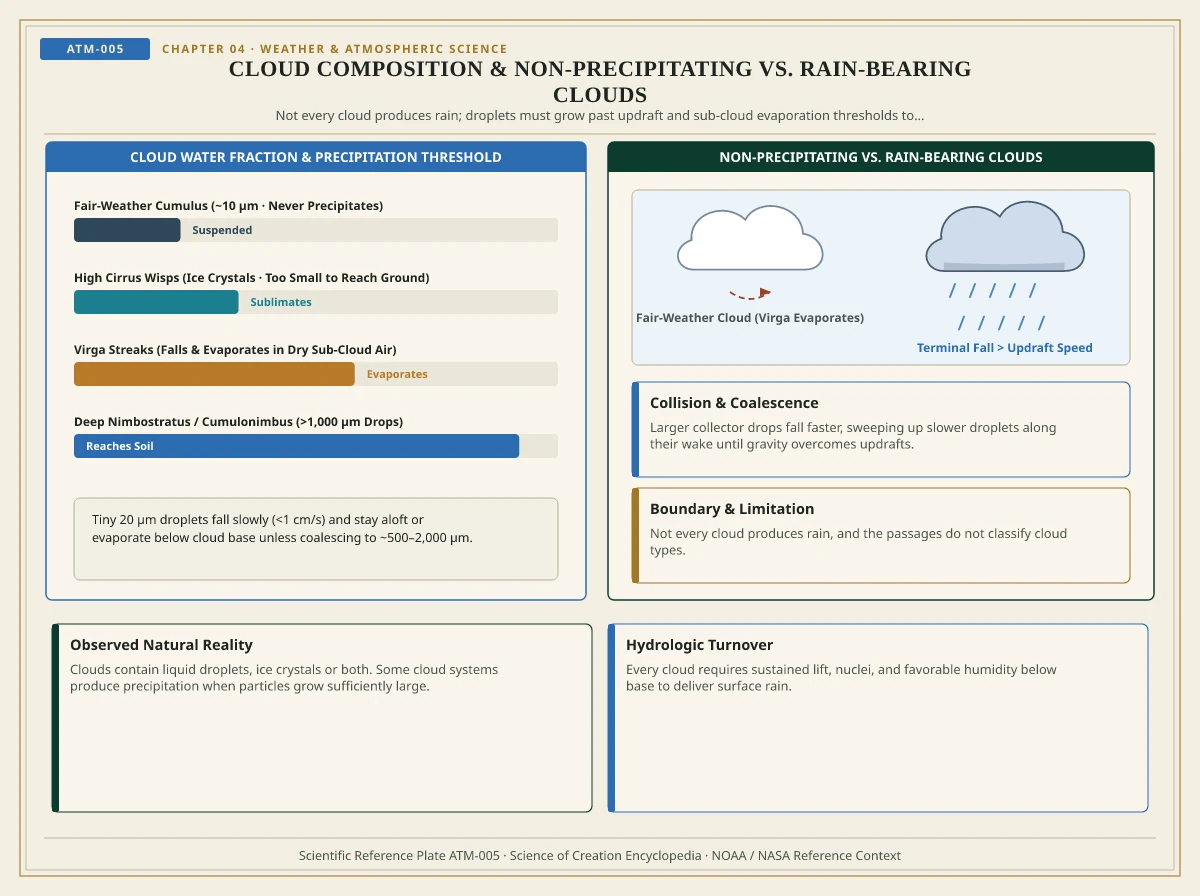 ATM-005
CHAPTER 04 · WEATHER & ATMOSPHERIC SCIENCE
CLOUD COMPOSITION & NON-PRECIPITATING VS. RAIN-BEARING
CLOUDS
Not every cloud produces rain; droplets must grow past updraft and sub-cloud evaporation thresholds to...
CLOUD WATER FRACTION & PRECIPITATION THRESHOLD
Fair-Weather Cumulus (~10 µm · Never Precipitates)
Suspended
High Cirrus Wisps (Ice Crystals · Too Small to Reach Ground)
Sublimates
Virga Streaks (Falls & Evaporates in Dry Sub-Cloud Air)
Evaporates
Deep Nimbostratus / Cumulonimbus (>1,000 µm Drops)
Reaches Soil
Tiny 20 µm droplets fall slowly (<1 cm/s) and stay aloft or
evaporate below cloud base unless coalescing to ~500–2,000 µm.
NON-PRECIPITATING VS. RAIN-BEARING CLOUDS
Fair-Weather Cloud (Virga Evaporates)
Terminal Fall > Updraft Speed
Collision & Coalescence
Larger collector drops fall faster, sweeping up slower droplets along
their wake until gravity overcomes updrafts.
Boundary & Limitation
Not every cloud produces rain, and the passages do not classify cloud
types.
Observed Natural Reality
Clouds contain liquid droplets, ice crystals or both. Some cloud systems
produce precipitation when particles grow sufficiently large.
Hydrologic Turnover
Every cloud requires sustained lift, nuclei, and favorable humidity below
base to deliver surface rain.
Scientific Reference Plate ATM-005 · Science of Creation Encyclopedia · NOAA / NASA Reference Context